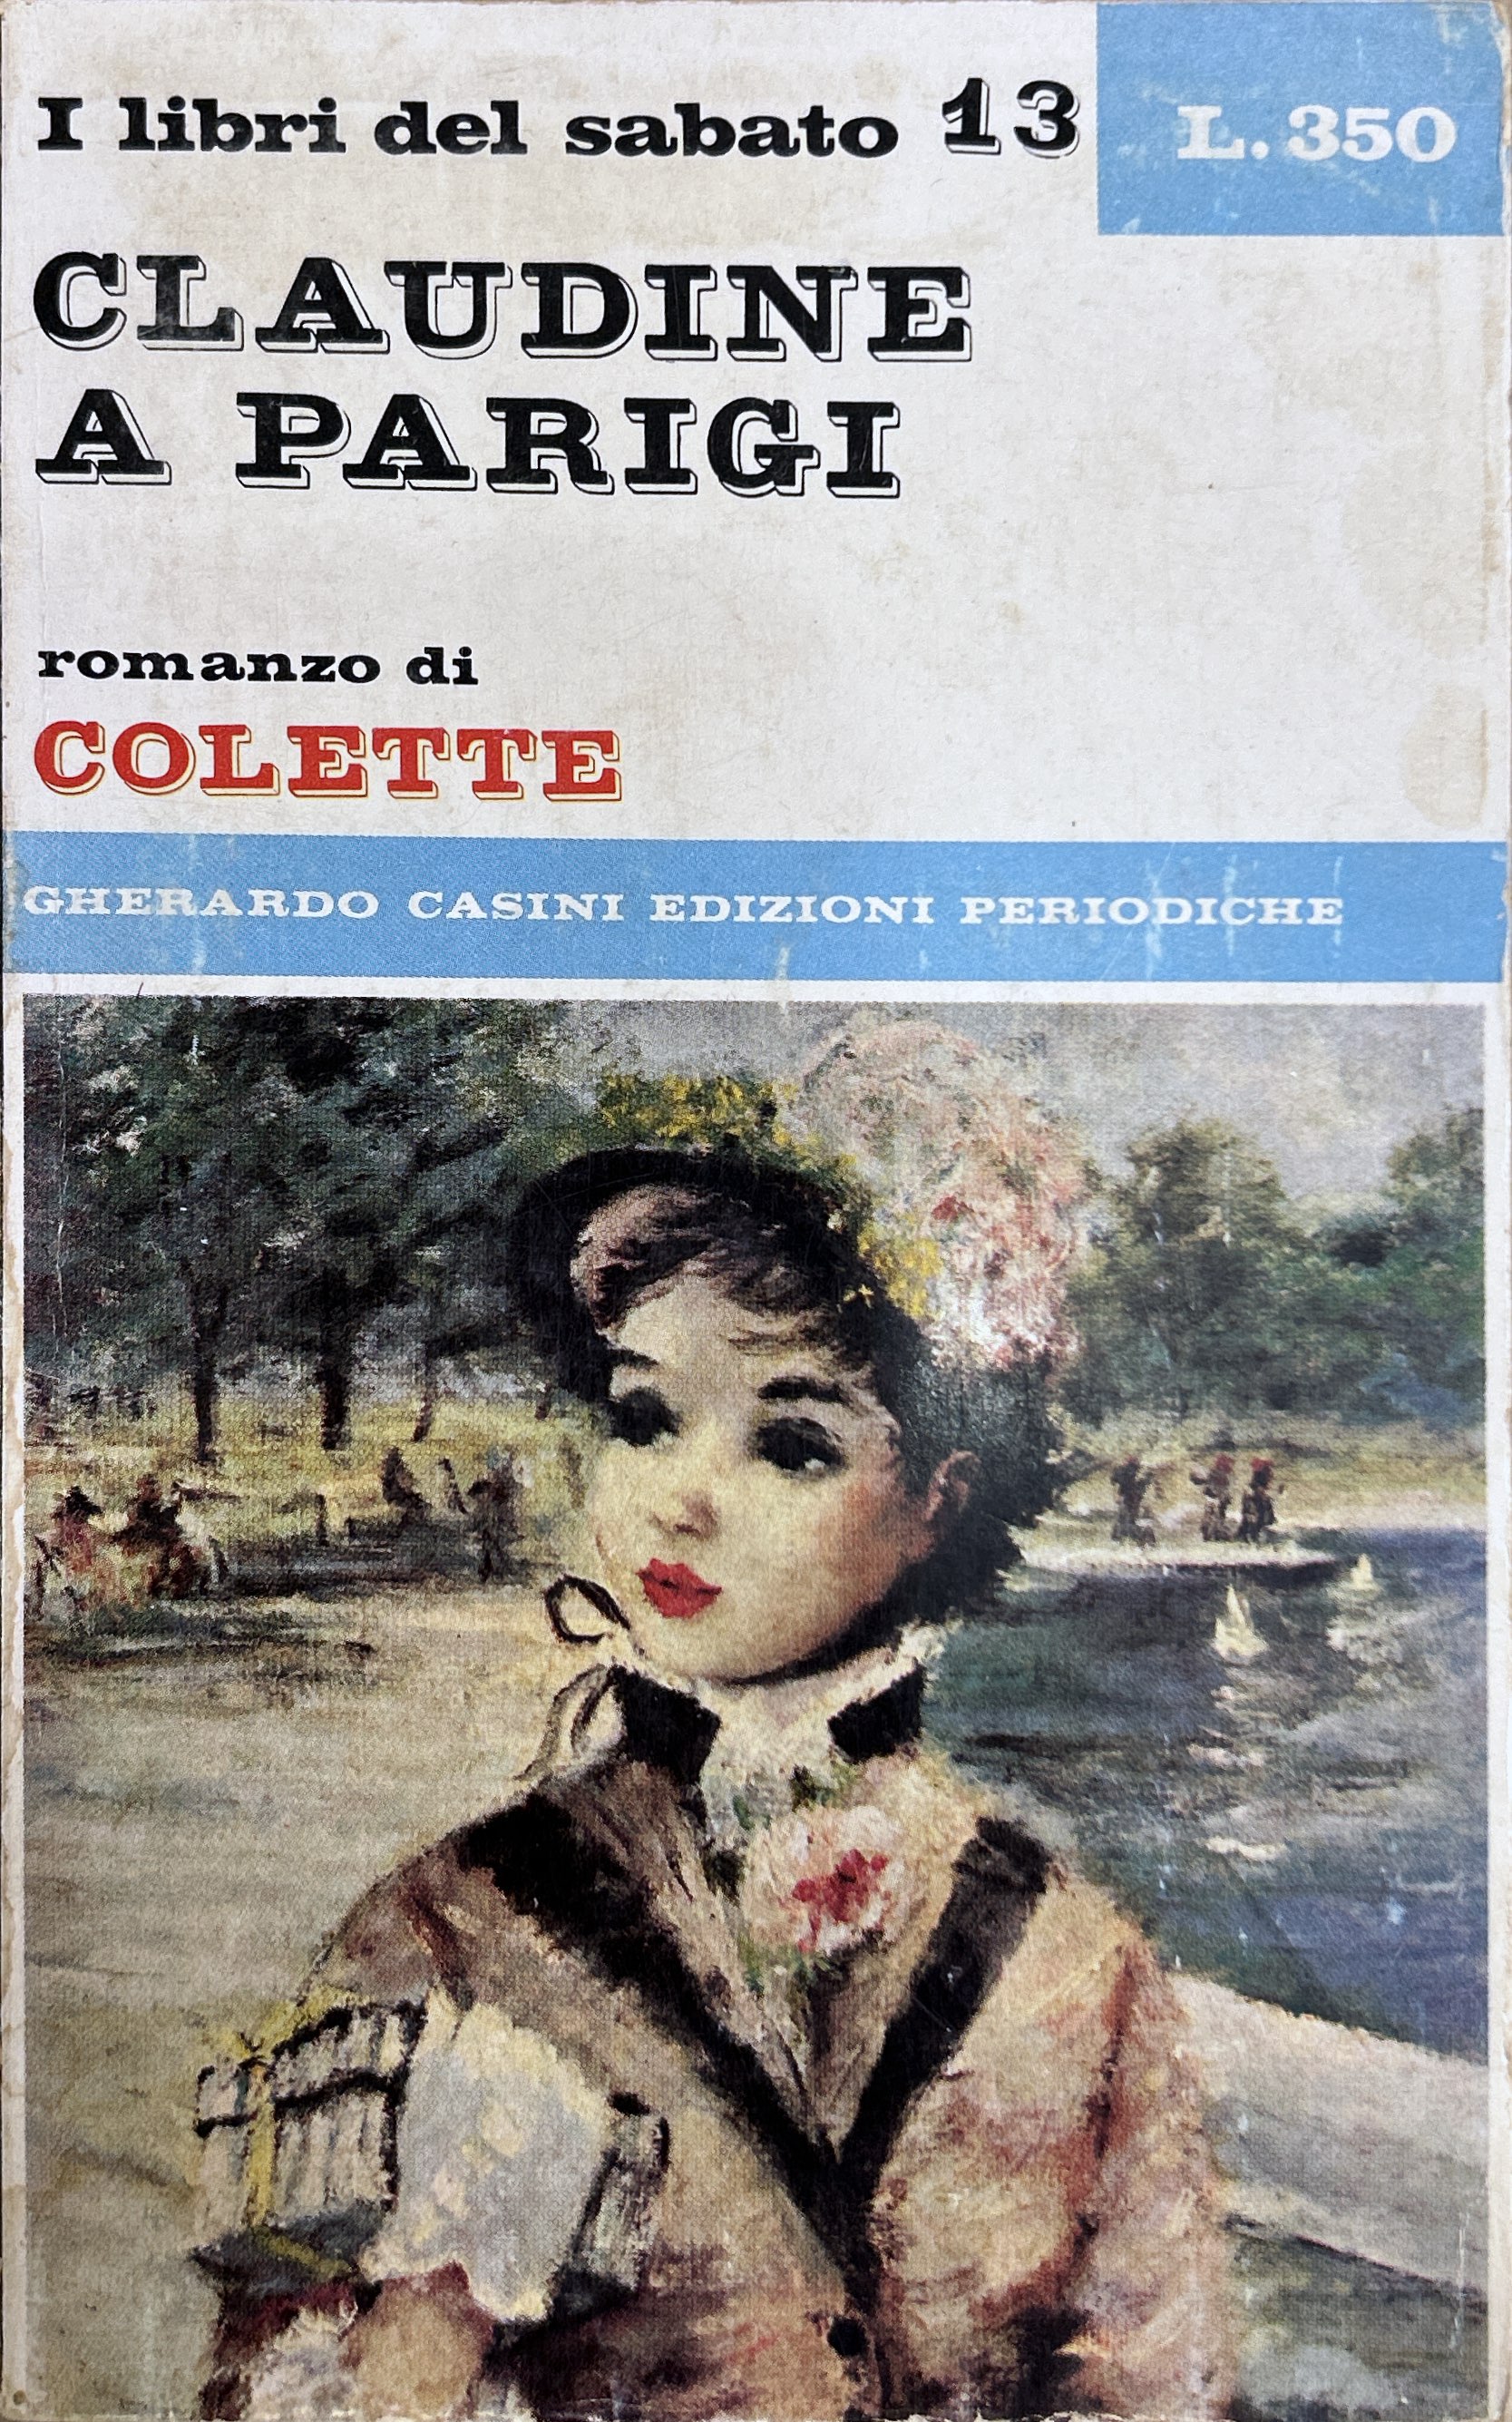 I libri del sabato 13
L. 350
CLAUDINE
A PARIGI
romanzo di
COLETTE
GHERARDO CASINI EDIZIONI PERIODICHE